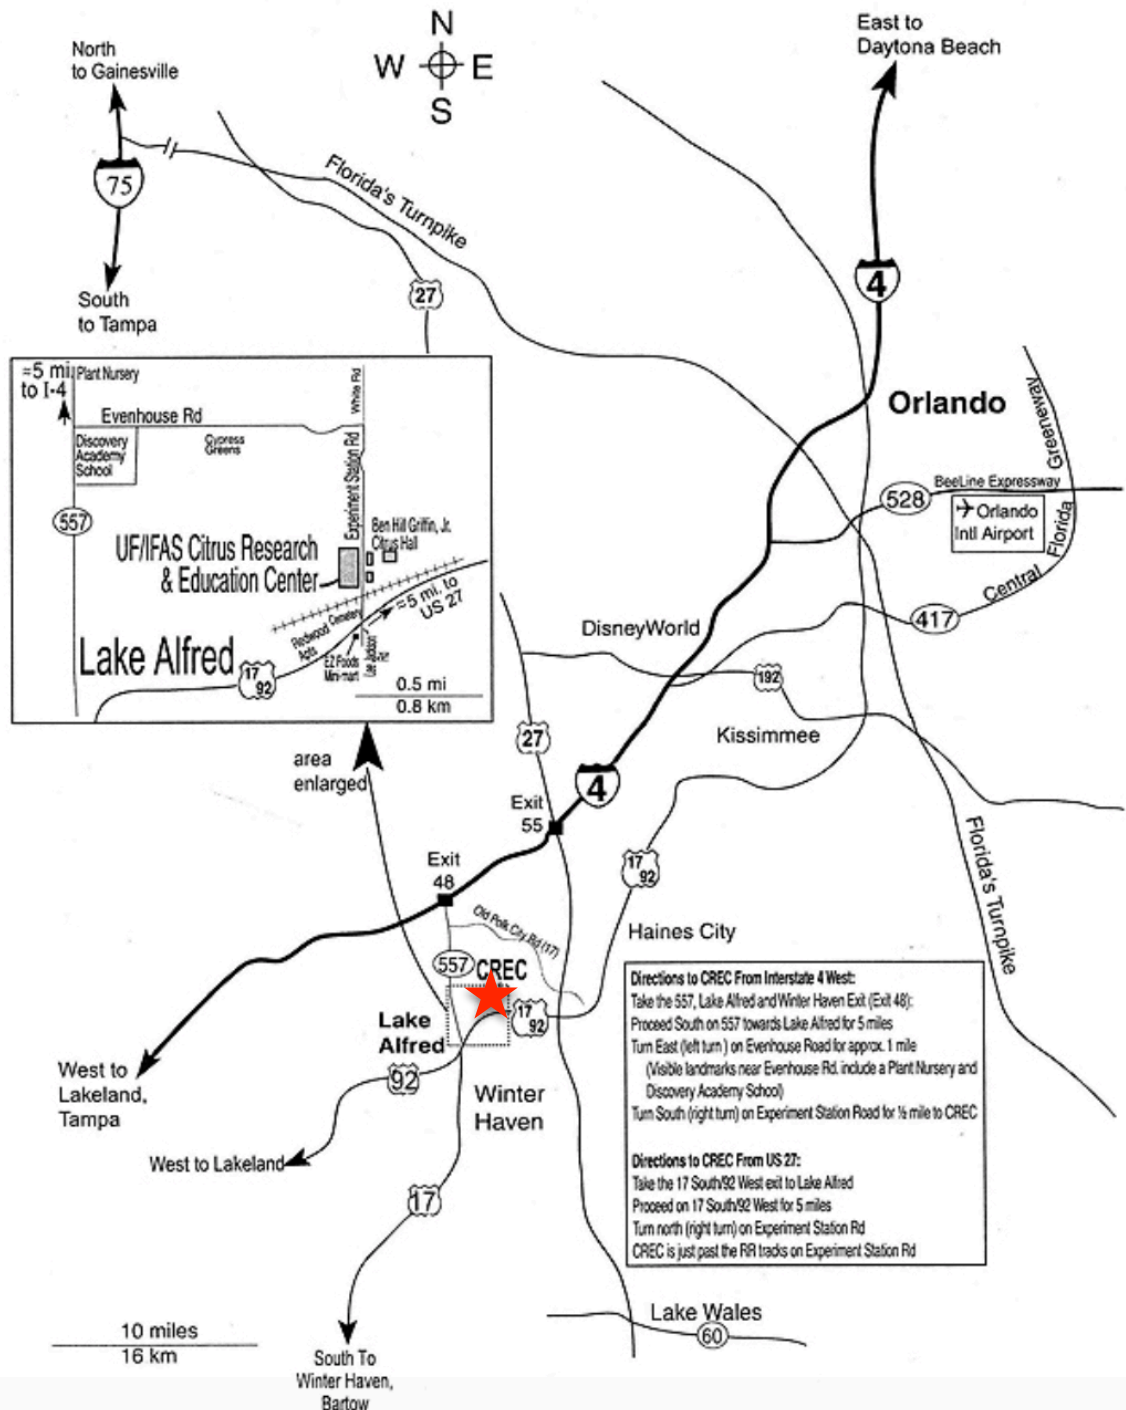 North
to Gainesville
N
W E
S
East to
Daytona Beach
75
Florida's Turnpike
South
to Tampa
27
4
Orlando
≈5 mi.
to I-4
Plant Nursery
Evenhouse Rd
White Rd
Discovery
Academy
School
Cypress
Greens
Experiment Station Rd
557
Ben Hill Griffin, Jr.
Citrus Hall
UF/IFAS Citrus Research
& Education Center
≈5 mi. to
US 27
Redwood
Apts
Cemetery
Lake Alfred
17
92
EZ Foods
Mini-mart
0.5 mi
0.8 km
Greeneway
BeeLine Expressway
528
Orlando
Intl Airport
Florida
Central
417
DisneyWorld
192
27
Kissimmee
area
enlarged
4
Exit
55
Exit
48
17
92
Florida's Turnpike
Old Polk City Rd (17)
Haines City
557
CREC
17
92
Lake
Alfred
92
Winter
Haven
West to
Lakeland,
Tampa
West to Lakeland
17
Directions to CREC From Interstate 4 West:
Take the 557, Lake Alfred and Winter Haven Exit (Exit 48):
Proceed South on 557 towards Lake Alfred for 5 miles
Turn East (left turn ) on Evenhouse Road for approx. 1 mile
(Visible landmarks near Evenhouse Rd. include a Plant Nursery and
Discovery Academy School)
Turn South (right turn) on Experiment Station Road for ½ mile to CREC
Directions to CREC From US 27:
Take the 17 South/92 West exit to Lake Alfred
Proceed on 17 South/92 West for 5 miles
Turn north (right turn) on Experiment Station Rd
CREC is just past the RR tracks on Experiment Station Rd
10 miles
16 km
South To
Winter Haven,
Bartow
Lake Wales
60